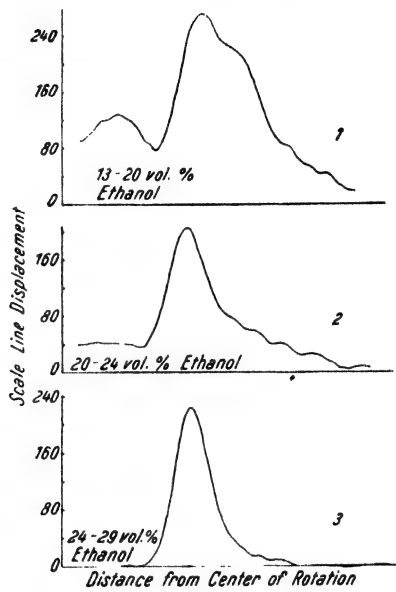 240
160
80
0
1
13-20 vol. %
Ethanol
Scale Line Displacement
160
80
0
2
20-24 vol. % Ethanol
240
160
80
0
3
24-29 vol.%
Ethanol
Distance from Center of Rotation